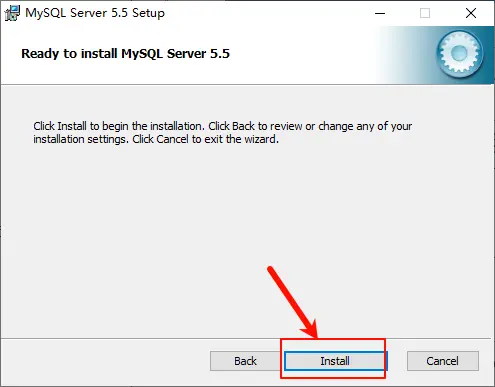 MySQL Server 5.5 Setup
Ready to install MySQL Server 5.5
Click Install to begin the installation. Click Back to review or change any of your
installation settings. Click Cancel to exit the wizard.
Back Install Cancel